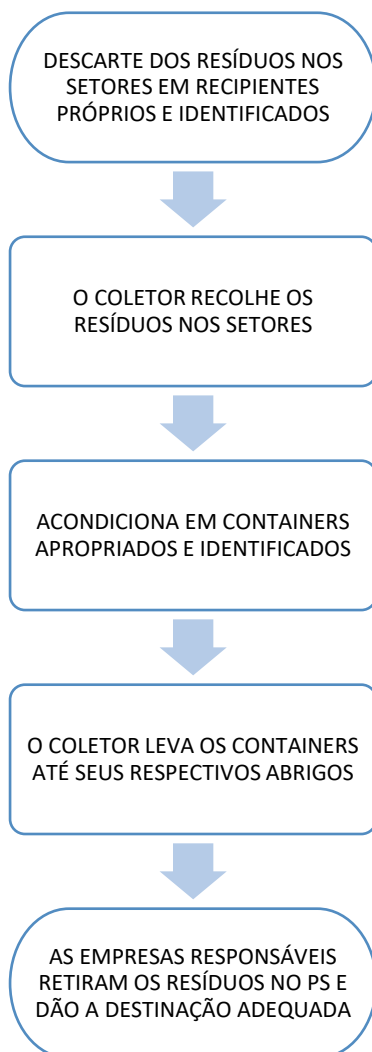 DESCARTE DOS RESÍDUOS NOS
SETORES EM RECIPIENTES
PRÓPRIOS E IDENTIFICADOS
O COLETOR RECOLHE OS
RESÍDUOS NOS SETORES
ACONDICIONA EM CONTAINERS
APROPRIADOS E IDENTIFICADOS
O COLETOR LEVA OS CONTAINERS
ATÉ SEUS RESPECTIVOS ABRIGOS
AS EMPRESAS RESPONSÁVEIS
RETIRAM OS RESÍDUOS NO PS E
DÃO A DESTINAÇÃO ADEQUADA